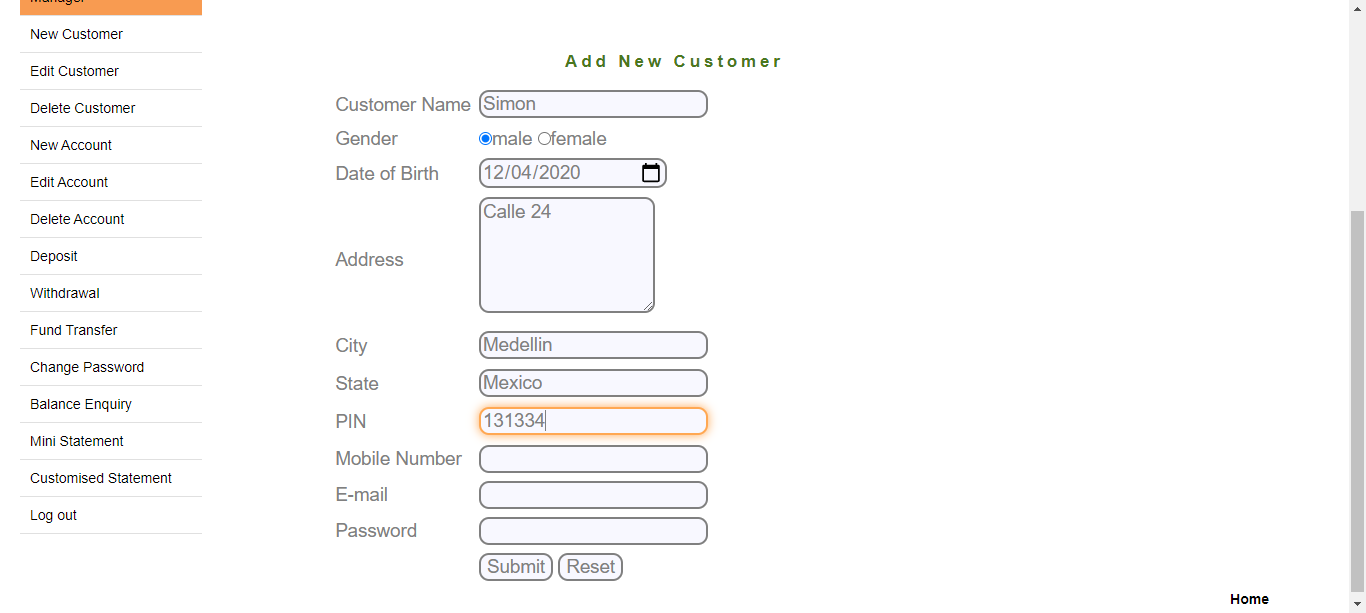 Manager
New Customer
Edit Customer
Delete Customer
New Account
Edit Account
Delete Account
Deposit
Withdrawal
Fund Transfer
Change Password
Balance Enquiry
Mini Statement
Customised Statement
Log out
Add New Customer
Customer Name Simon
Gender male female
Date of Birth 12/04/2020
Address Calle 24
City Medellin
State Mexico
PIN 131334
Mobile Number
E-mail
Password
Submit Reset
Home